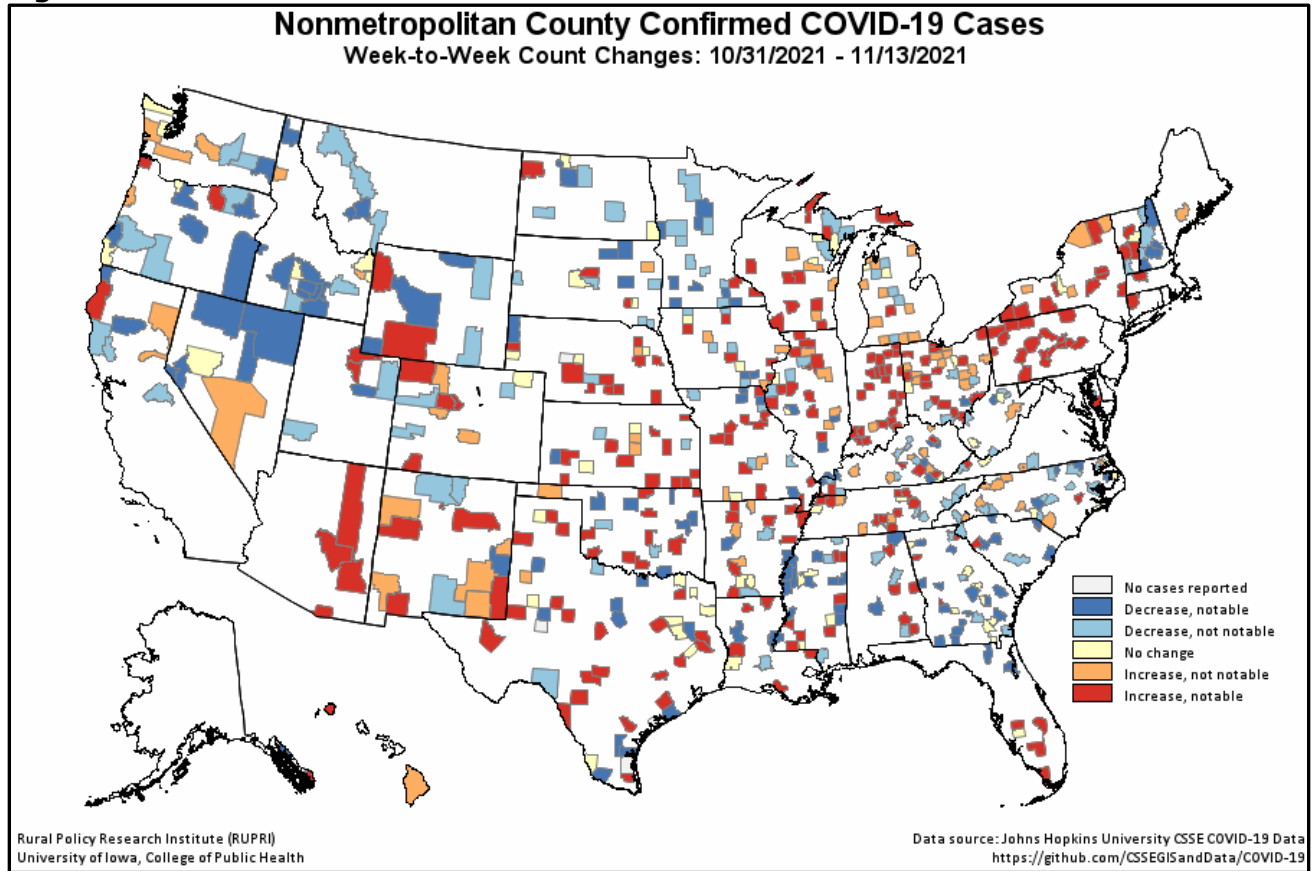 Nonmetropolitan County Confirmed COVID-19 Cases
Week-to-Week Count Changes: 10/31/2021 - 11/13/2021
No cases reported
Decrease, notable
Decrease, not notable
No change
Increase, not notable
Increase, notable
Rural Policy Research Institute (RUPRI)
University of Iowa, College of Public Health
Data source: Johns Hopkins University CSSE COVID-19 Data
https://github.com/CSSEGISandData/COVID-19